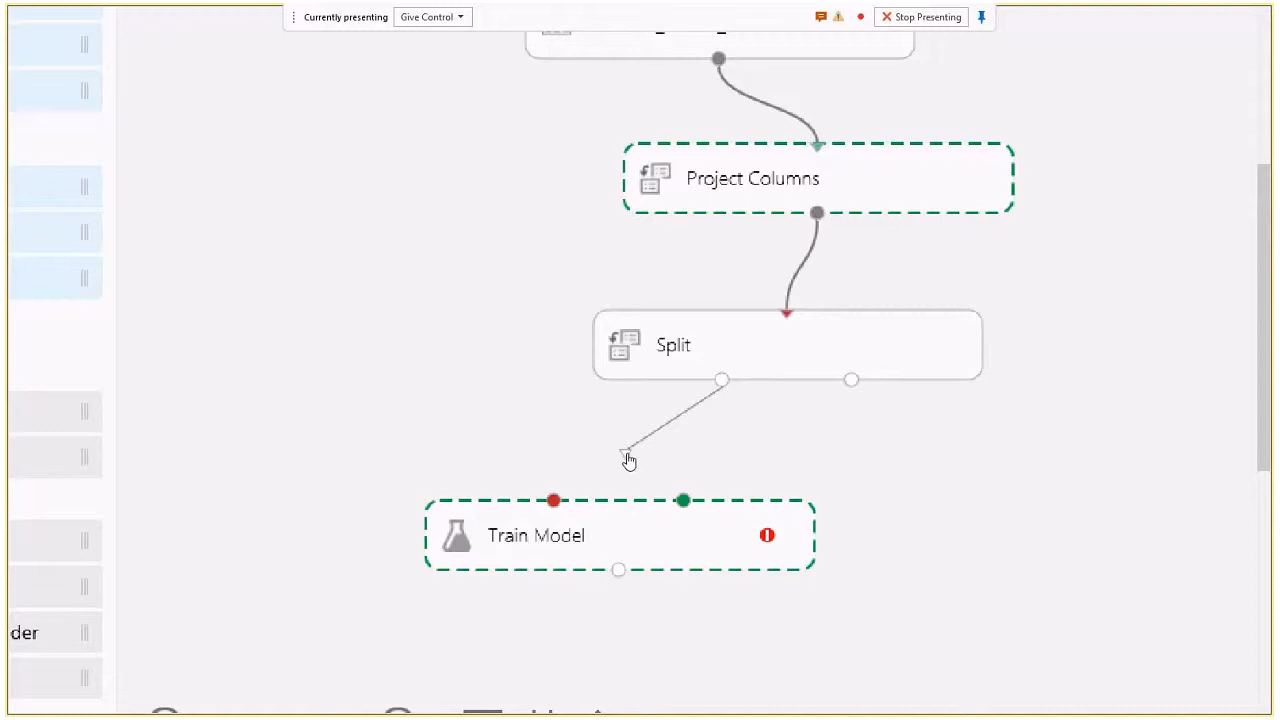 Currently presenting
Give Control
Stop Presenting
Project Columns
Split
Train Model
der